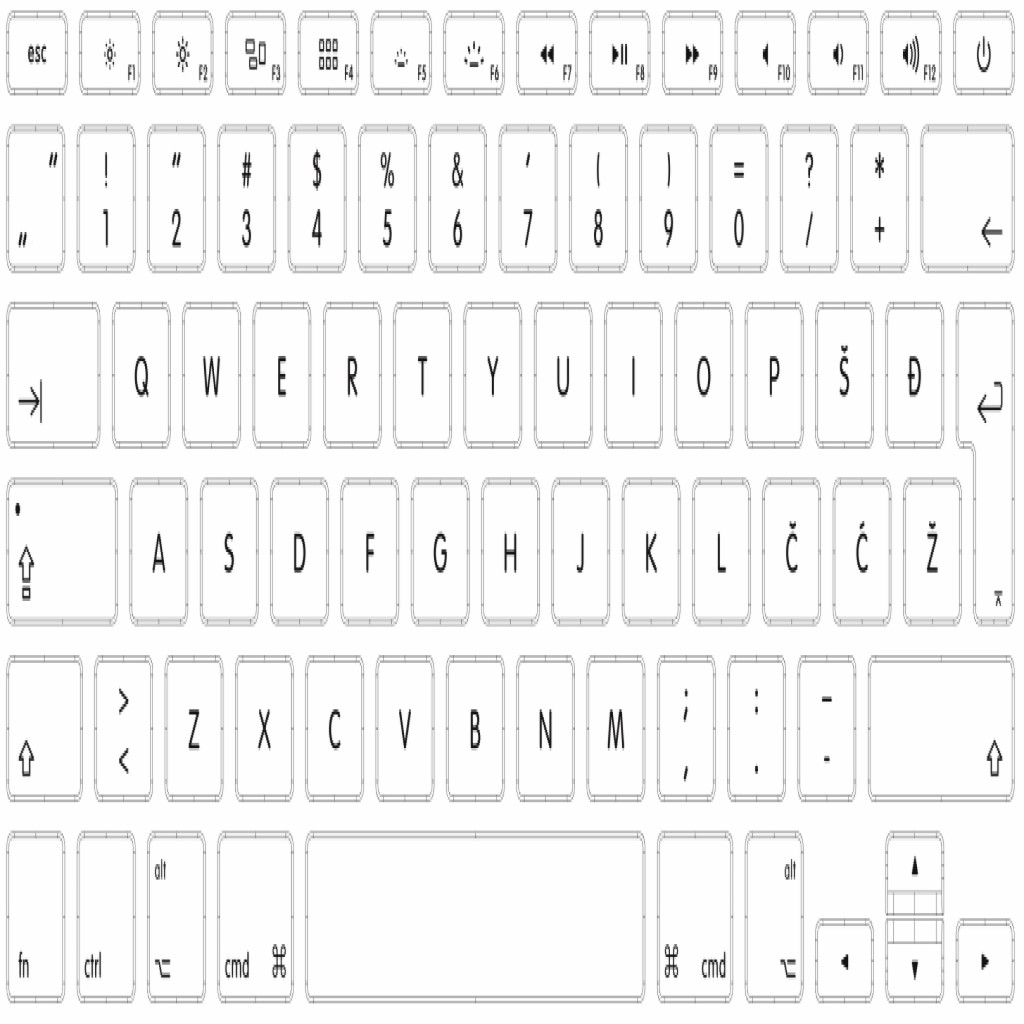 esc F1 F2 F3 F4 F5 F6 F7 F8 F9 F10 F11 F12
“ ! “ # $ % & ‘ ( ) = ? *
„ 1 2 3 4 5 6 7 8 9 0 / +
Q W E R T Y U I O P Š Đ
A S D F G H J K L Č Ć Ž
> ; : _
< Z X C V B N M , . -
alt alt
fn ctrl ⌥ cmd ⌘ ⌘ cmd ⌥